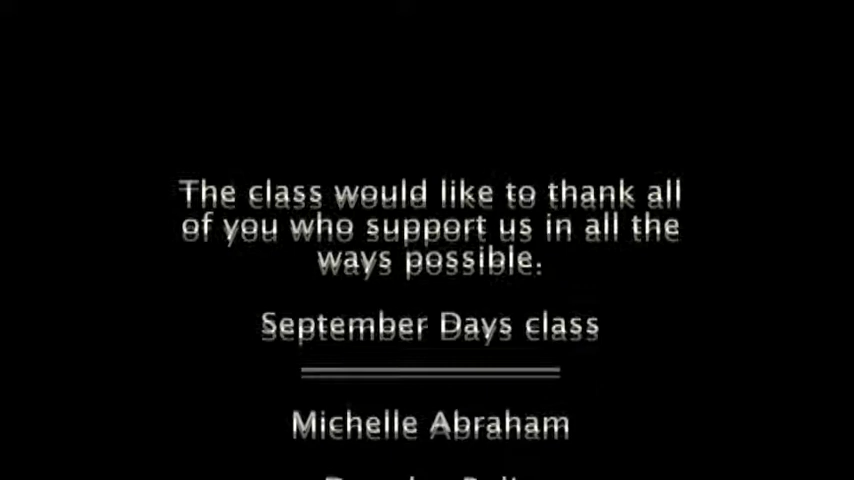 The class would like to thank all
of you who support us in all the
ways possible.
September Days class
Michelle Abraham